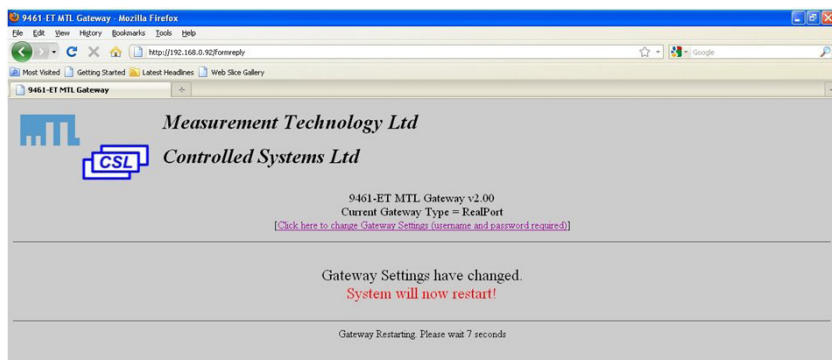 9461-ET MTL Gateway - Mozilla Firefox
File Edit View History Bookmarks Tools Help
http://192.168.0.92/formreply
Google
Most Visited Getting Started Latest Headlines Web Slice Gallery
9461-ET MTL Gateway
MTL
CSL
Measurement Technology Ltd
Controlled Systems Ltd
9461-ET MTL Gateway v2.00
Current Gateway Type = RealPort
[Click here to change Gateway Settings (username and password required)]
Gateway Settings have changed.
System will now restart!
Gateway Restarting. Please wait 7 seconds